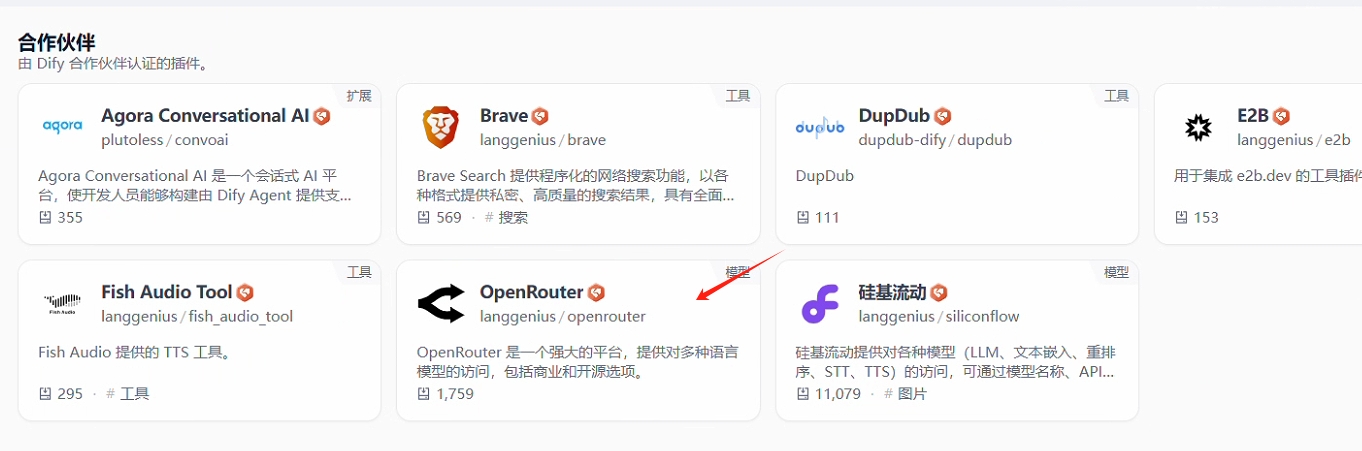 合作伙伴
由 Dify 合作伙伴认证的插件。
扩展
agora
Agora Conversational AI
plutoless / convoai
Agora Conversational AI 是一个会话式 AI 平
台，使开发人员能够构建由 Dify Agent 提供支...
355
工具
Brave
langgenius / brave
Brave Search 提供程序化的网络搜索功能，以各
种格式提供私密、高质量的搜索结果，具有全面...
569 · # 搜索
工具
dupdub
DupDub
dupdub-dify / dupdub
DupDub
111
E2B
langgenius / e2b
用于集成 e2b.dev 的工具插件
153
工具
Fish Audio
Fish Audio Tool
langgenius / fish_audio_tool
Fish Audio 提供的 TTS 工具。
295 · # 工具
模型
OpenRouter
langgenius / openrouter
OpenRouter 是一个强大的平台，提供对多种语言
模型的访问，包括商业和开源选项。
1,759
模型
硅基流动
langgenius / siliconflow
硅基流动提供对各种模型（LLM、文本嵌入、重排
序、STT、TTS）的访问，可通过模型名称、API...
11,079 · # 图片